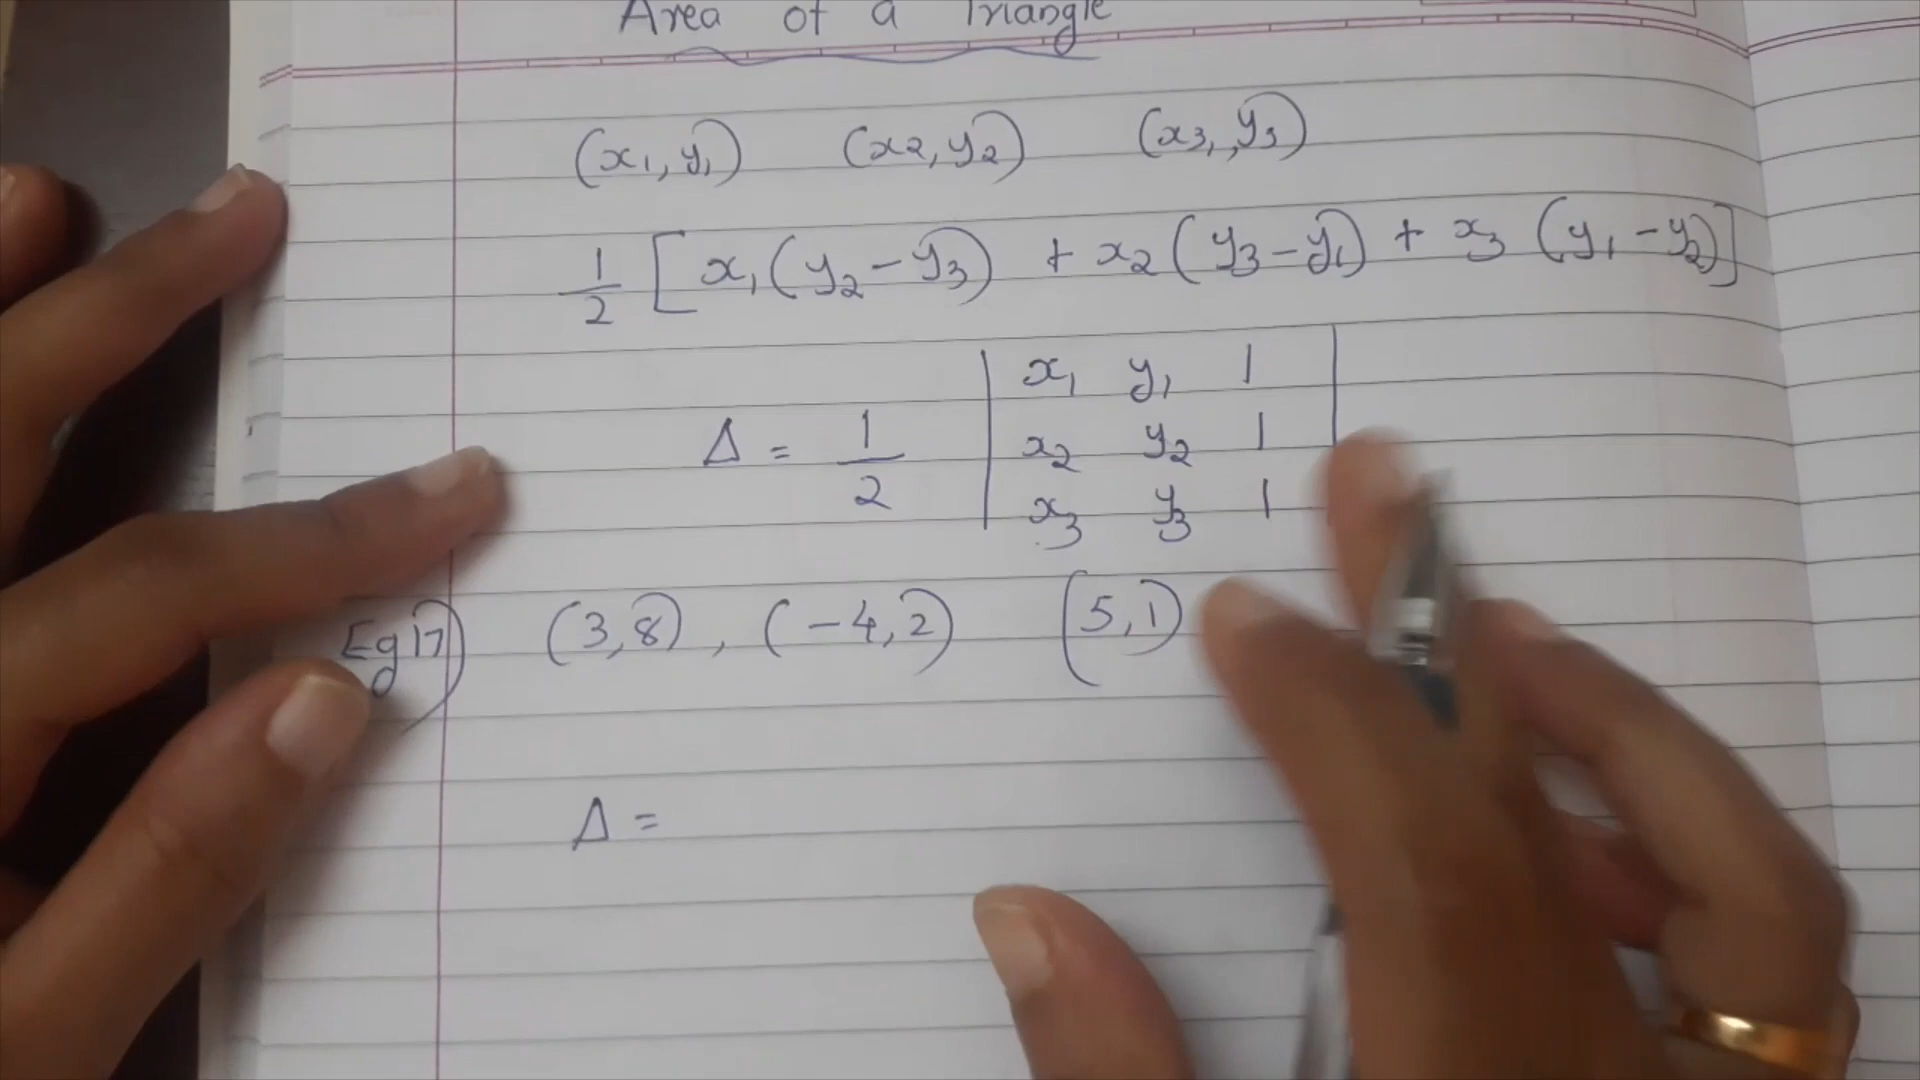 Area of a Triangle
(x₁, y₁) (x₂, y₂) (x₃, y₃)
1/2 [x₁(y₂-y₃) + x₂(y₃-y₁) + x₃(y₁-y₂)]
x₁ y₁ 1
Δ = 1/2 | x₂ y₂ 1 |
x₃ y₃ 1
Eg 17) (3,8), (-4,2) (5,1)
Δ =